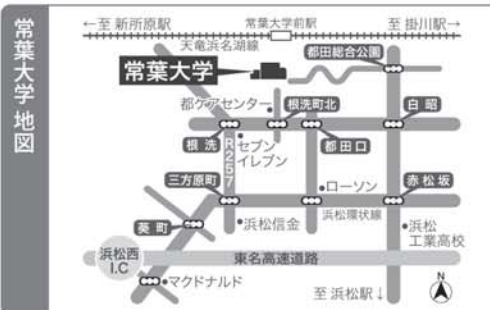 常葉大学 地図
←至 新所原駅
常葉大学前駅
至 掛川駅→
天竜浜名湖線
都田総合公園
常葉大学
都ケアセンター
根洗町北
白昭
根洗
セブン
イレブン
都田口
R257
三方原町
ローソン
赤松坂
浜松環状線
葵町
浜松信金
浜松
工業高校
浜松西
I.C
東名高速道路
マクドナルド
至 浜松駅↓
N